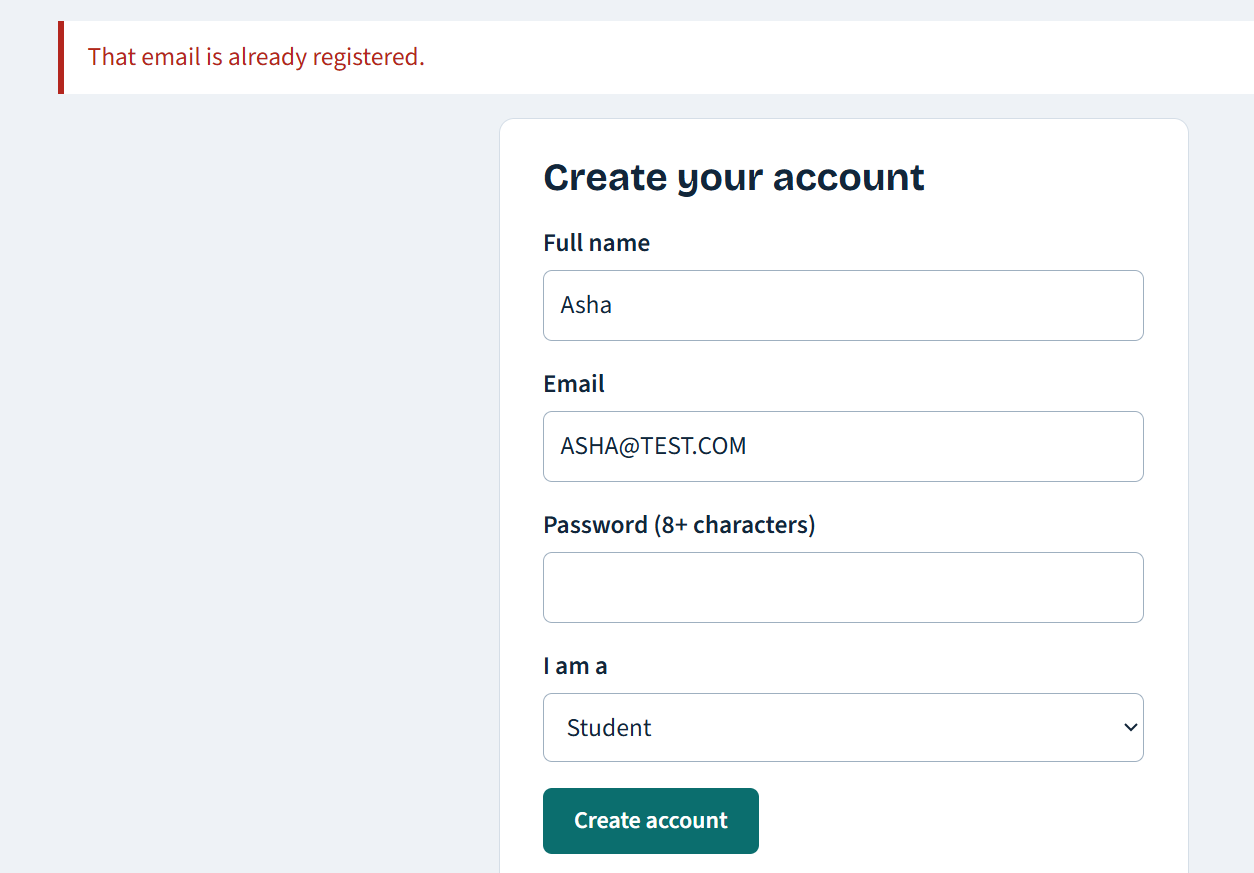 That email is already registered.
Create your account
Full name
Asha
Email
ASHA@TEST.COM
Password (8+ characters)
I am a
Student
Create account